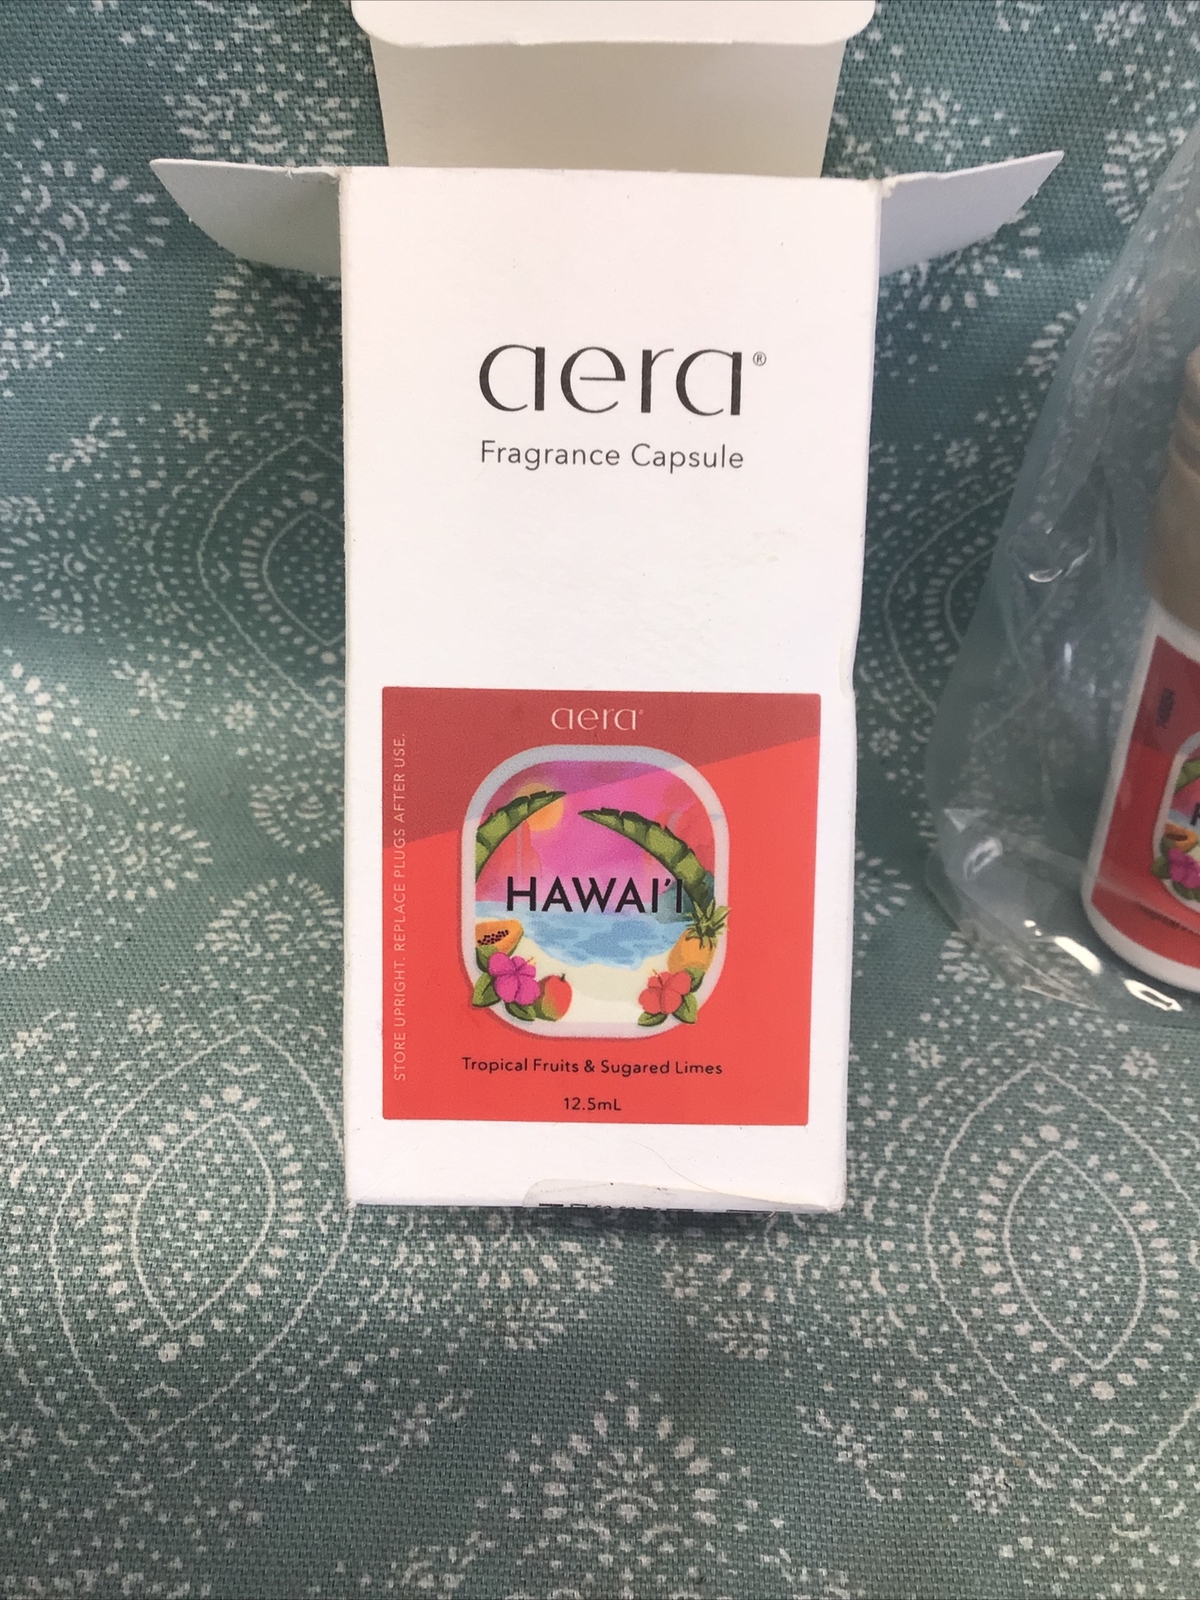 aera®
Fragrance Capsule
aera®
STORE UPRIGHT. REPLACE PLUGS AFTER USE.
HAWAI'I
Tropical Fruits & Sugared Limes
12.5mL